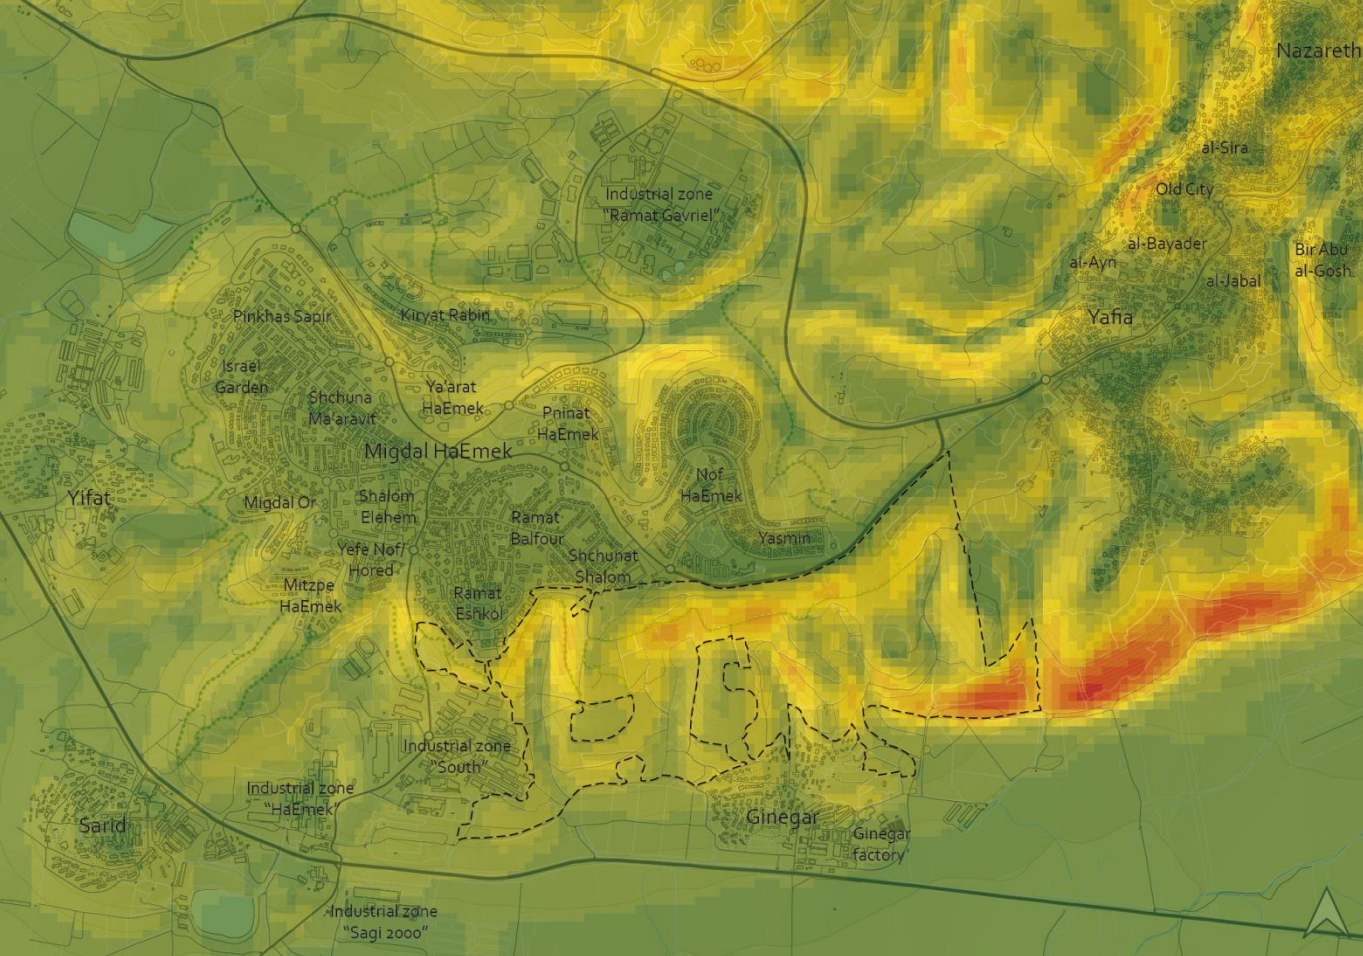 Nazareth
al-Sira
Industrial zone
"Ramat Gavriel"
Old City
al-Bayader
al-Ayn
Bir Abu
al-Gosh
al-Jabal
Pinkhas Sapir
Kiryat Rabin
Yafia
Israel
Garden
Ya'arat
HaEmek
Shchuna
Ma'aravit
Pninat
HaEmek
Migdal HaEmek
Nof
HaEmek
Yifat
Migdal Or
Shalom
Elehem
Ramat
Balfour
Yasmin
Yefe Nof/
Hored
Shchunat
Shalom
Mitzpe
HaEmek
Ramat
Eshkol
Industrial zone
"South"
Industrial zone
"HaEmek"
Sarid
Ginegar
Ginegar
factory
Industrial zone
"Sagi 2000"